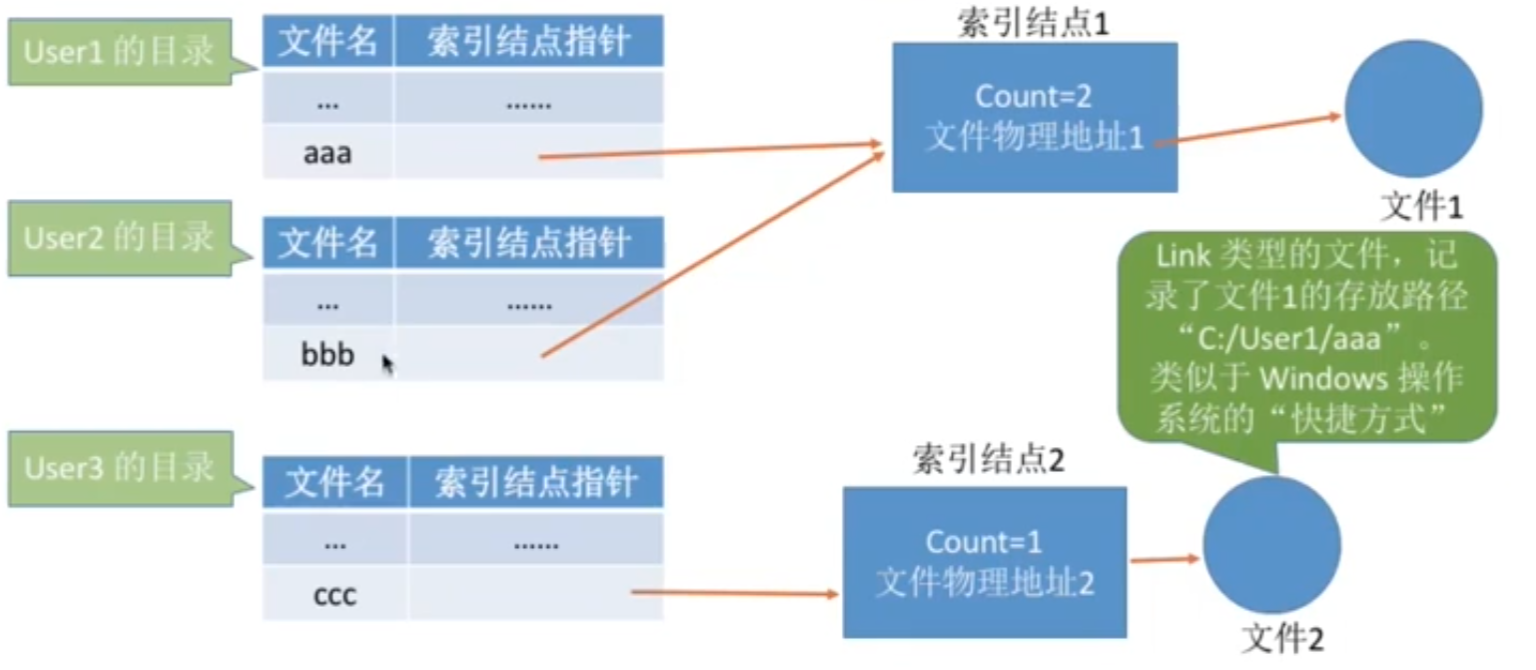 User1 的目录
文件名 索引结点指针
... ......
aaa
索引结点1
Count=2
文件物理地址1
文件1
User2 的目录
文件名 索引结点指针
... ......
bbb
Link 类型的文件，记
录了文件1的存放路径
“C:/User1/aaa”。
类似于 Windows 操作
系统的“快捷方式”
User3 的目录
文件名 索引结点指针
... ......
ccc
索引结点2
Count=1
文件物理地址2
文件2